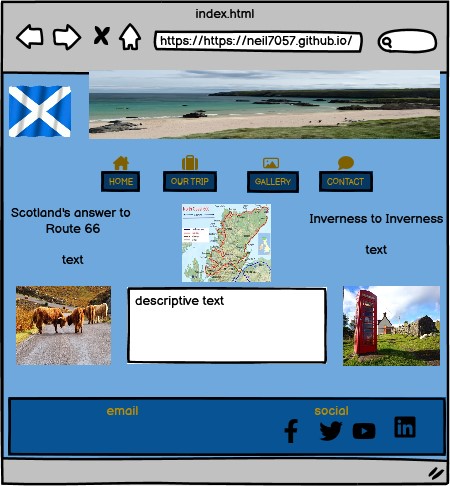 index.html
https://https://neil7057.github.io/
HOME
OUR TRIP
GALLERY
CONTACT
Scotland's answer to
Route 66
text
Inverness to Inverness
text
descriptive text
email
social